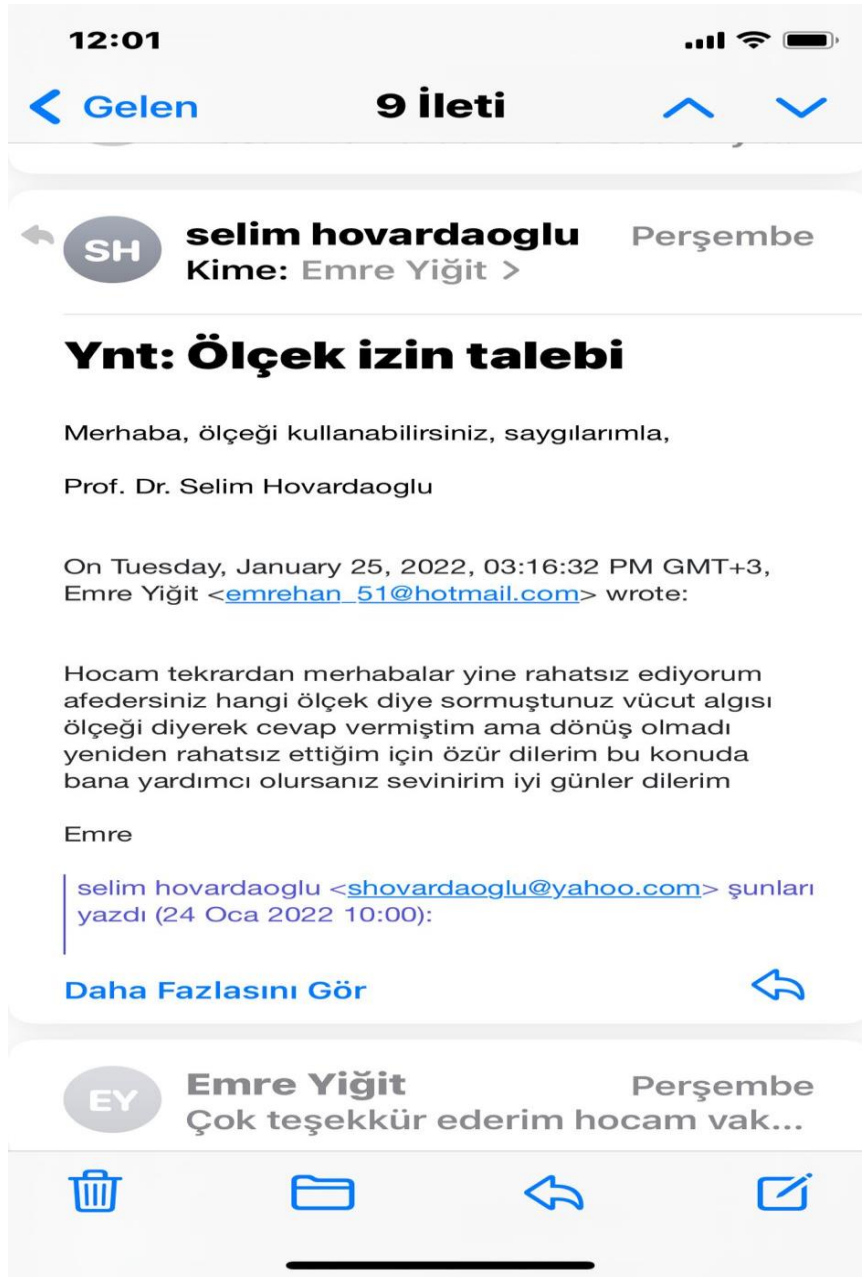 12:01
Gelen
9 İleti
SH
selim hovardaoglu
Perşembe
Kime: Emre Yiğit >
Ynt: Ölçek izin talebi
Merhaba, ölçeği kullanabilirsiniz, saygılarımla,
Prof. Dr. Selim Hovardaoglu
On Tuesday, January 25, 2022, 03:16:32 PM GMT+3,
Emre Yiğit <emrehan_51@hotmail.com> wrote:
Hocam tekrardan merhabalar yine rahatsız ediyorum
afedersiniz hangi ölçek diye sormuştunuz vücut algısı
ölçeği diyerek cevap vermiştim ama dönüş olmadı
yeniden rahatsız ettiğim için özür dilerim bu konuda
bana yardımcı olursanız sevinirim iyi günler dilerim
Emre
selim hovardaoglu <shovardaoglu@yahoo.com> şunları
yazdı (24 Oca 2022 10:00):
Daha Fazlasını Gör
EY
Emre Yiğit
Perşembe
Çok teşekkür ederim hocam vak...